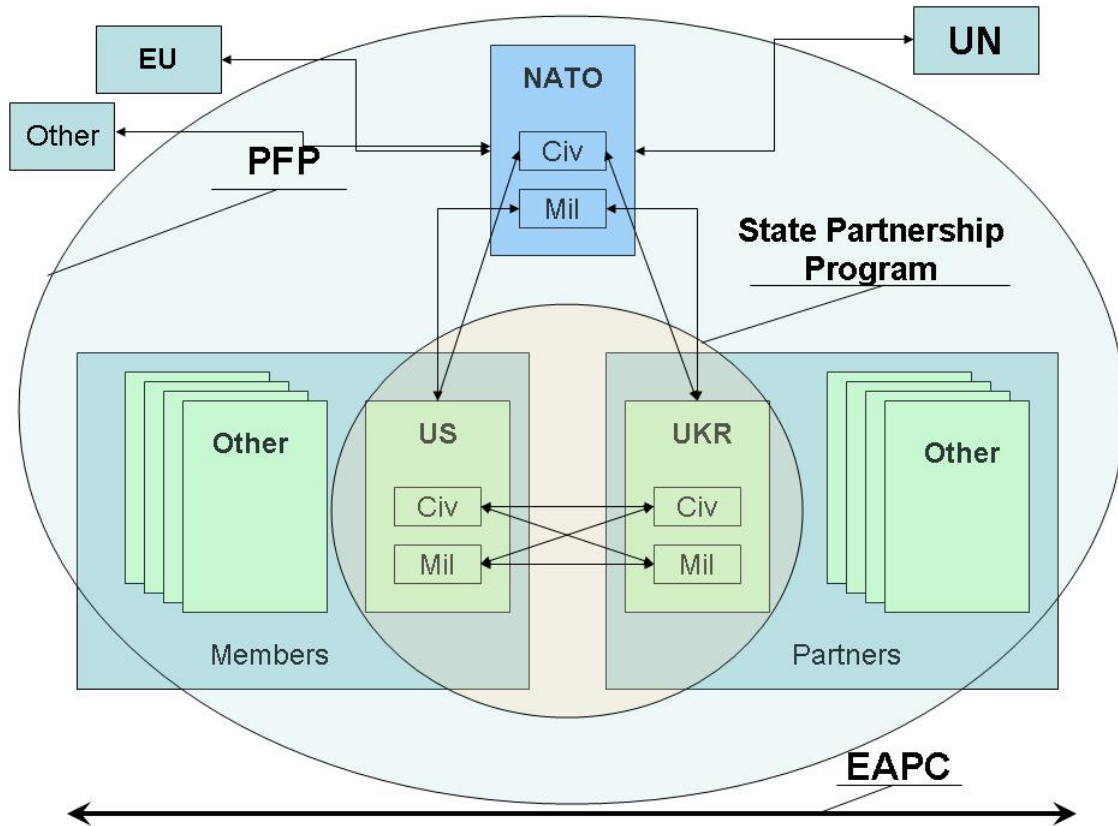 EU
UN
NATO
Other
Civ
PFP
Mil
State Partnership
Program
US
UKR
Other
Other
Civ
Civ
Mil
Mil
Members
Partners
EAPC